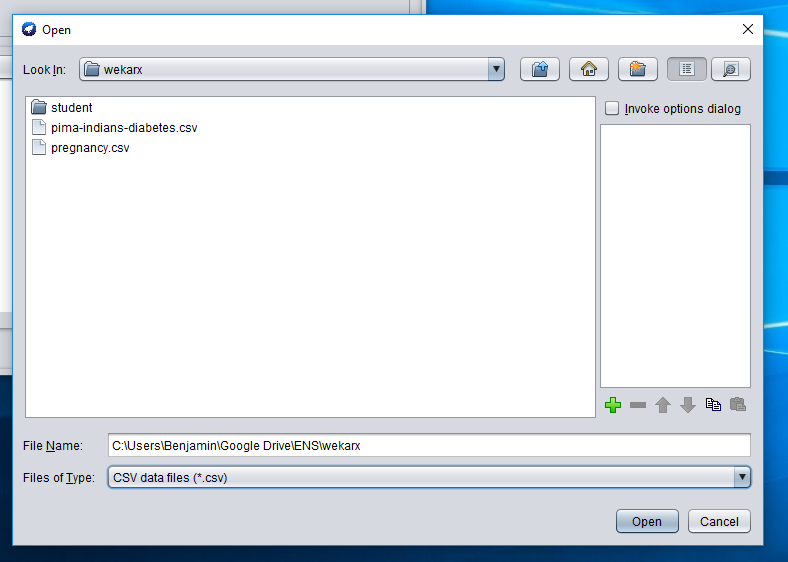 Open
Look In:
wekarx
student
pima-indians-diabetes.csv
pregnancy.csv
Invoke options dialog
File Name:
C:\Users\Benjamin\Google Drive\ENS\wekarx
Files of Type:
CSV data files (*.csv)
Open
Cancel